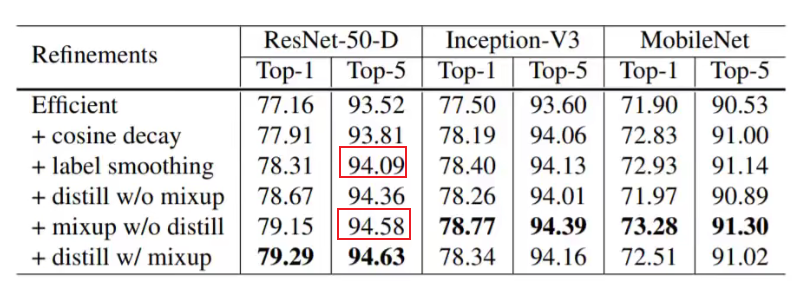 Refinements ResNet-50-D Inception-V3 MobileNet
Top-1 Top-5 Top-1 Top-5 Top-1 Top-5
Efficient 77.16 93.52 77.50 93.60 71.90 90.53
+ cosine decay 77.91 93.81 78.19 94.06 72.83 91.00
+ label smoothing 78.31 94.09 78.40 94.13 72.93 91.14
+ distill w/o mixup 78.67 94.36 78.26 94.01 71.97 90.89
+ mixup w/o distill 79.15 94.58 78.77 94.39 73.28 91.30
+ distill w/ mixup 79.29 94.63 78.34 94.16 72.51 91.02